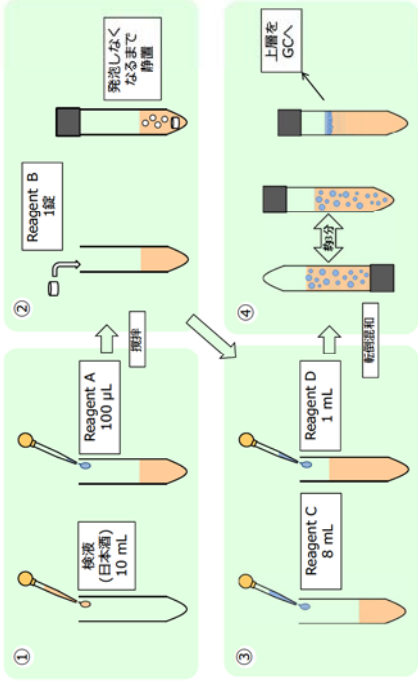 ①
検液
(日本酒)
10 mL
Reagent A
100 μL
撹拌
②
Reagent B
1錠
発泡しなく
なるまで
静置
③
Reagent C
8 mL
Reagent D
1 mL
転倒混和
④
約3分
上層を
GCへ